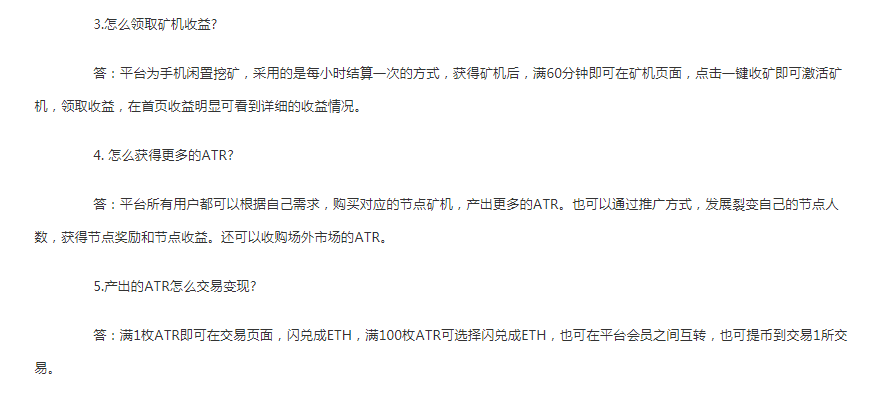 3.怎么领取矿机收益?
答：平台为手机闲置挖矿，采用的是每小时结算一次的方式，获得矿机后，满60分钟即可在矿机页面，点击一键收矿即可激活矿
机，领取收益，在首页收益明显可看到详细的收益情况。
4. 怎么获得更多的ATR?
答：平台所有用户都可以根据自己需求，购买对应的节点矿机，产出更多的ATR。也可以通过推广方式，发展裂变自己的节点人
数，获得节点奖励和节点收益。还可以收购场外市场的ATR。
5.产出的ATR怎么交易变现?
答：满1枚ATR即可在交易页面，闪兑成ETH，满100枚ATR可选择闪兑成ETH，也可在平台会员之间互转，也可提币到交易1所交
易。